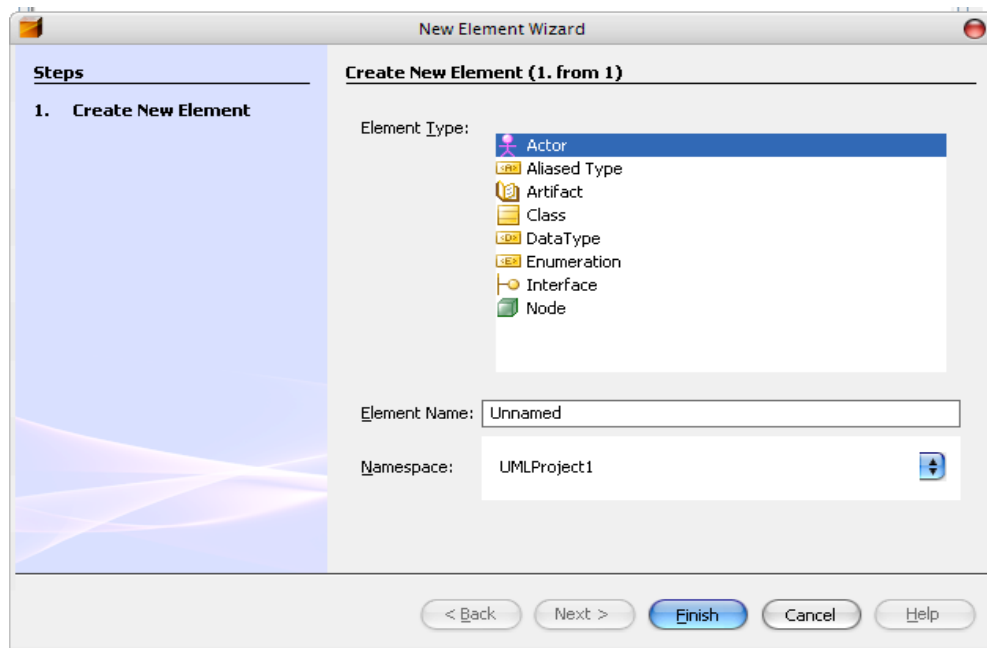 New Element Wizard
Steps
1. Create New Element
Create New Element (1. from 1)
Element Type:
Actor
<A> Aliased Type
Artifact
Class
<D> DataType
<E> Enumeration
Interface
Node
Element Name: Unnamed
Namespace: UMLProject1
< Back Next > Finish Cancel Help